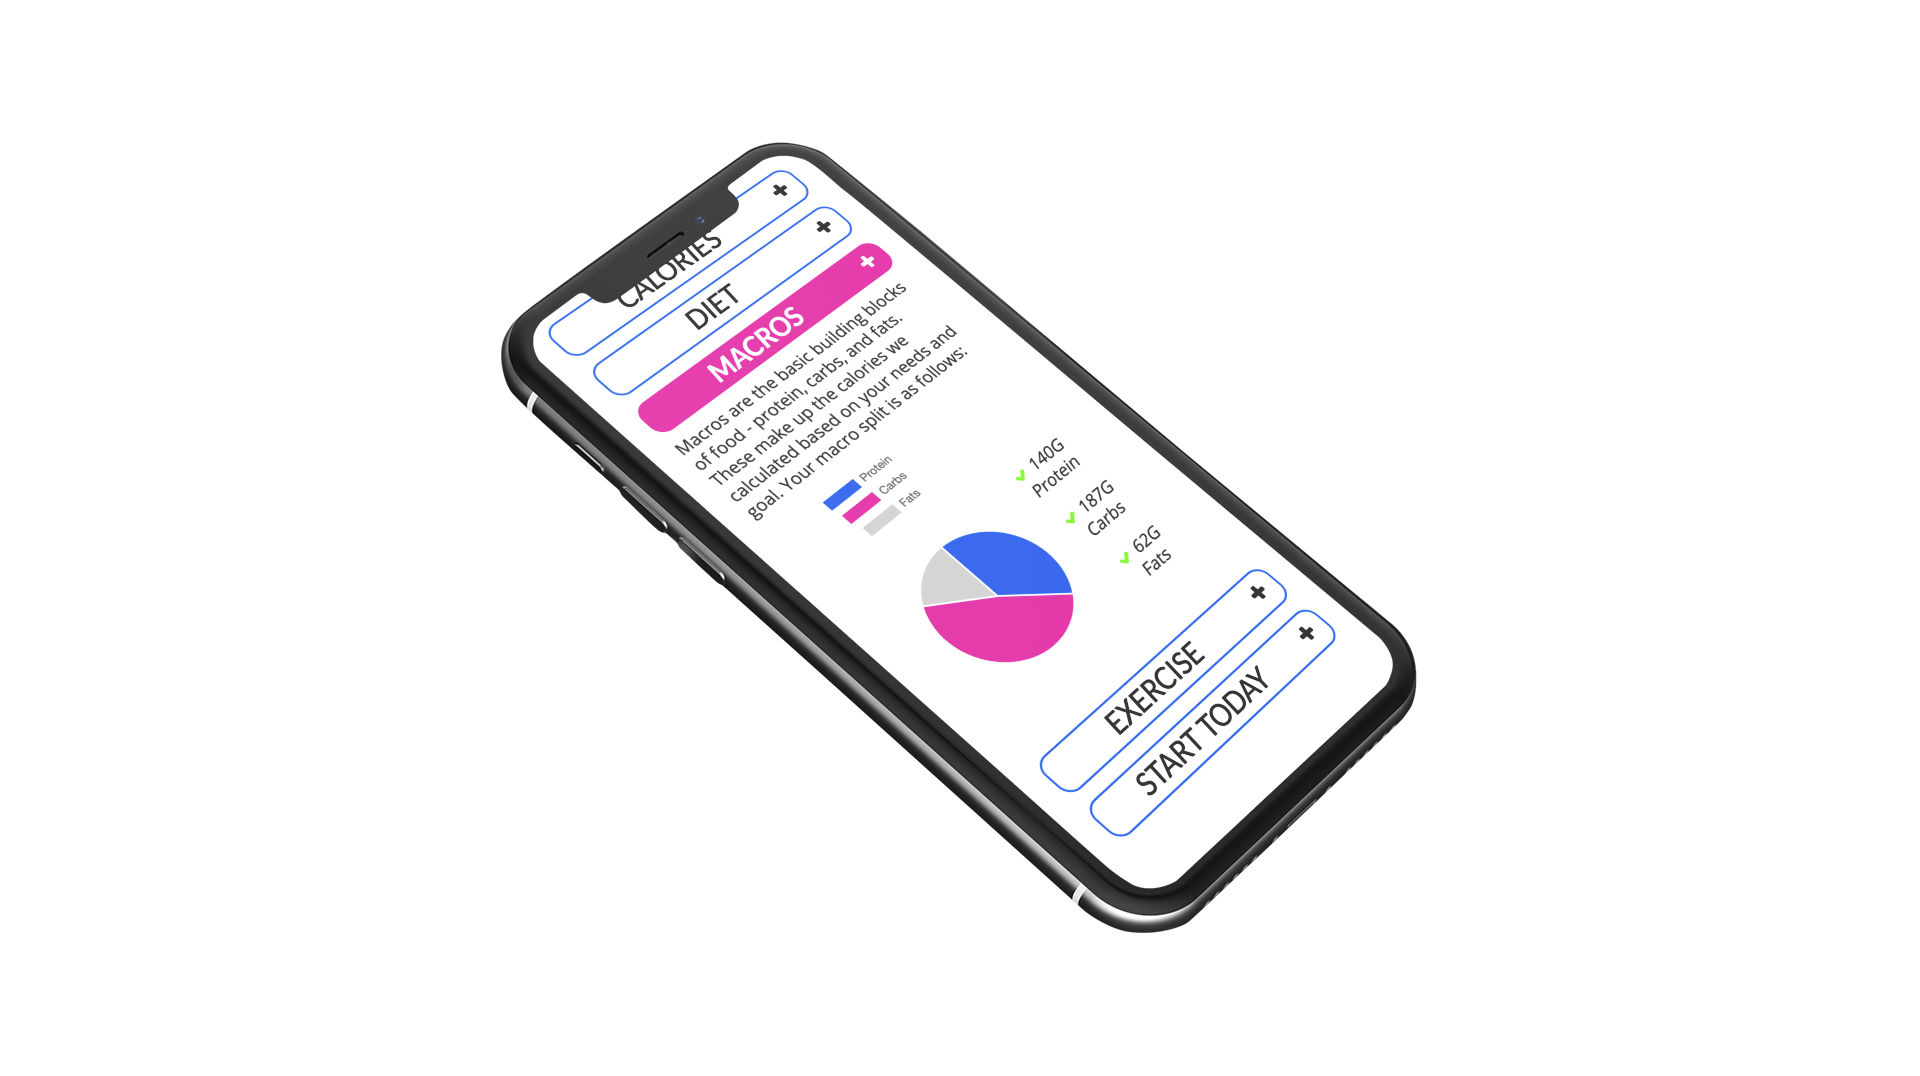 CALORIES
DIET
MACROS
Macros are the basic building blocks
of food - protein, carbs, and fats.
These make up the calories we
calculated based on your needs and
goal. Your macro split is as follows:
Protein
Carbs
Fats
140G
Protein
187G
Carbs
62G
Fats
EXERCISE
START TODAY